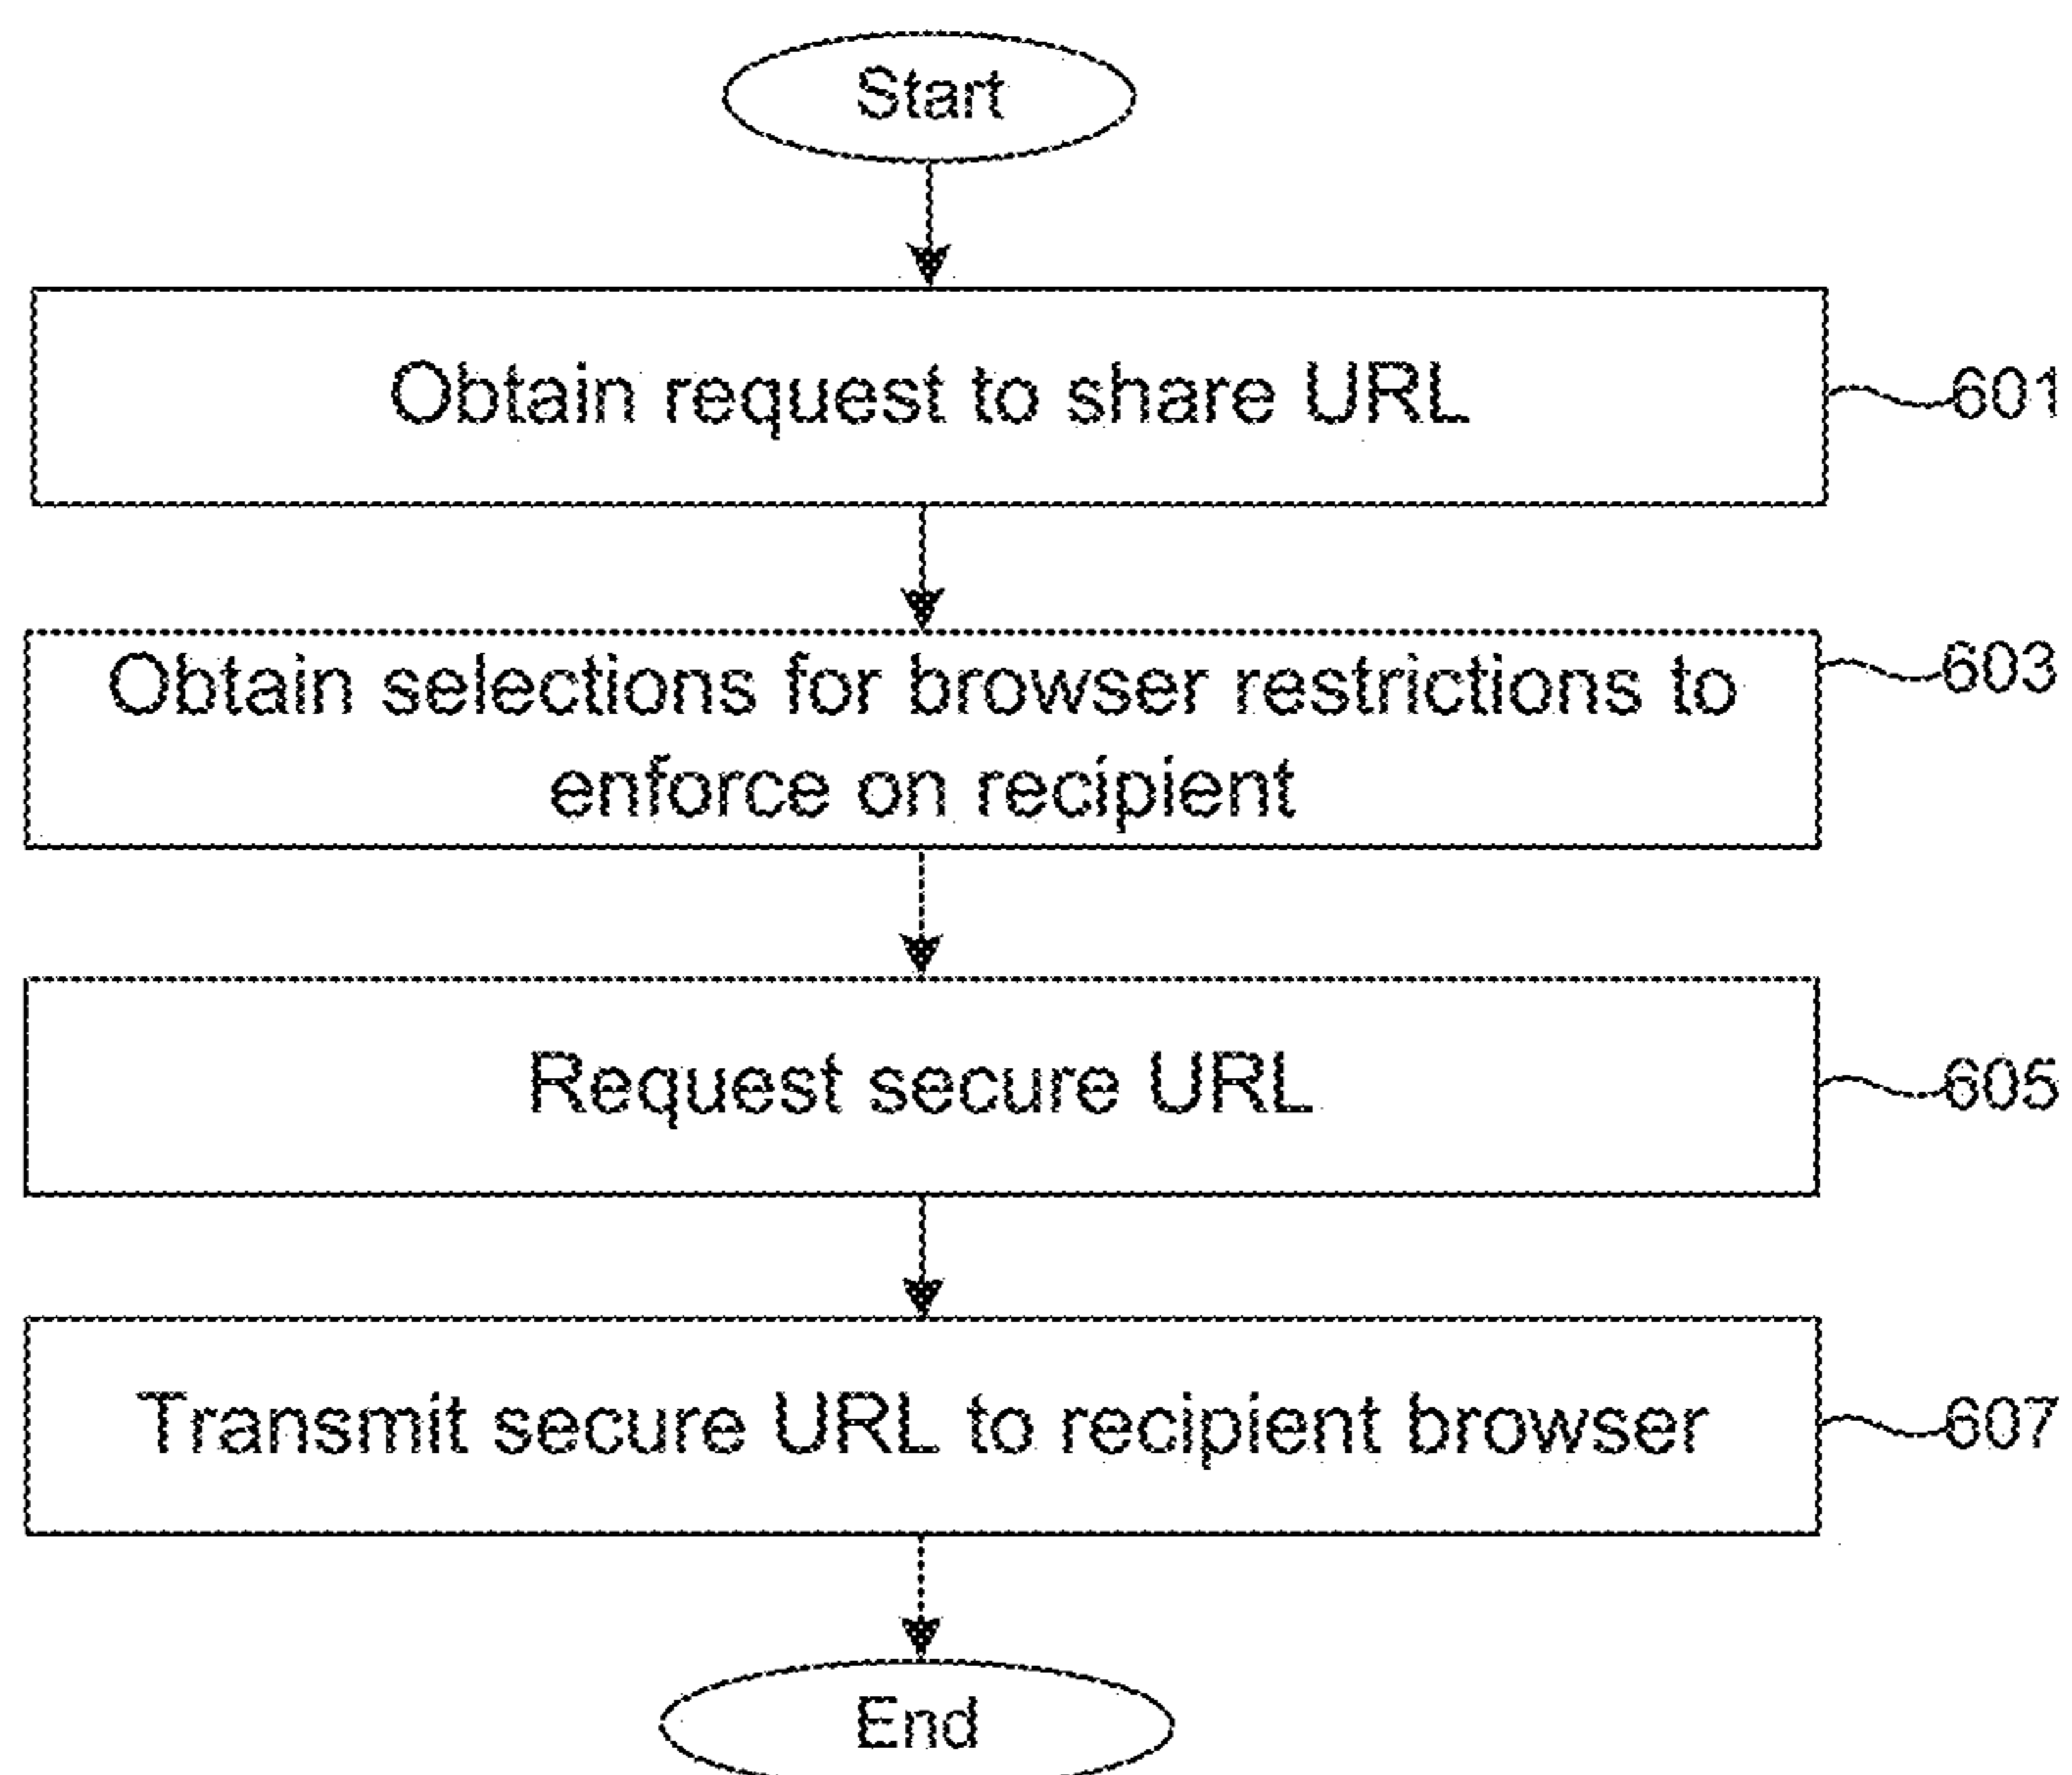 Start
Obtain request to share URL
601
Obtain selections for browser restrictions to
enforce on recipient
603
Request secure URL
605
Transmit secure URL to recipient browser
607
End